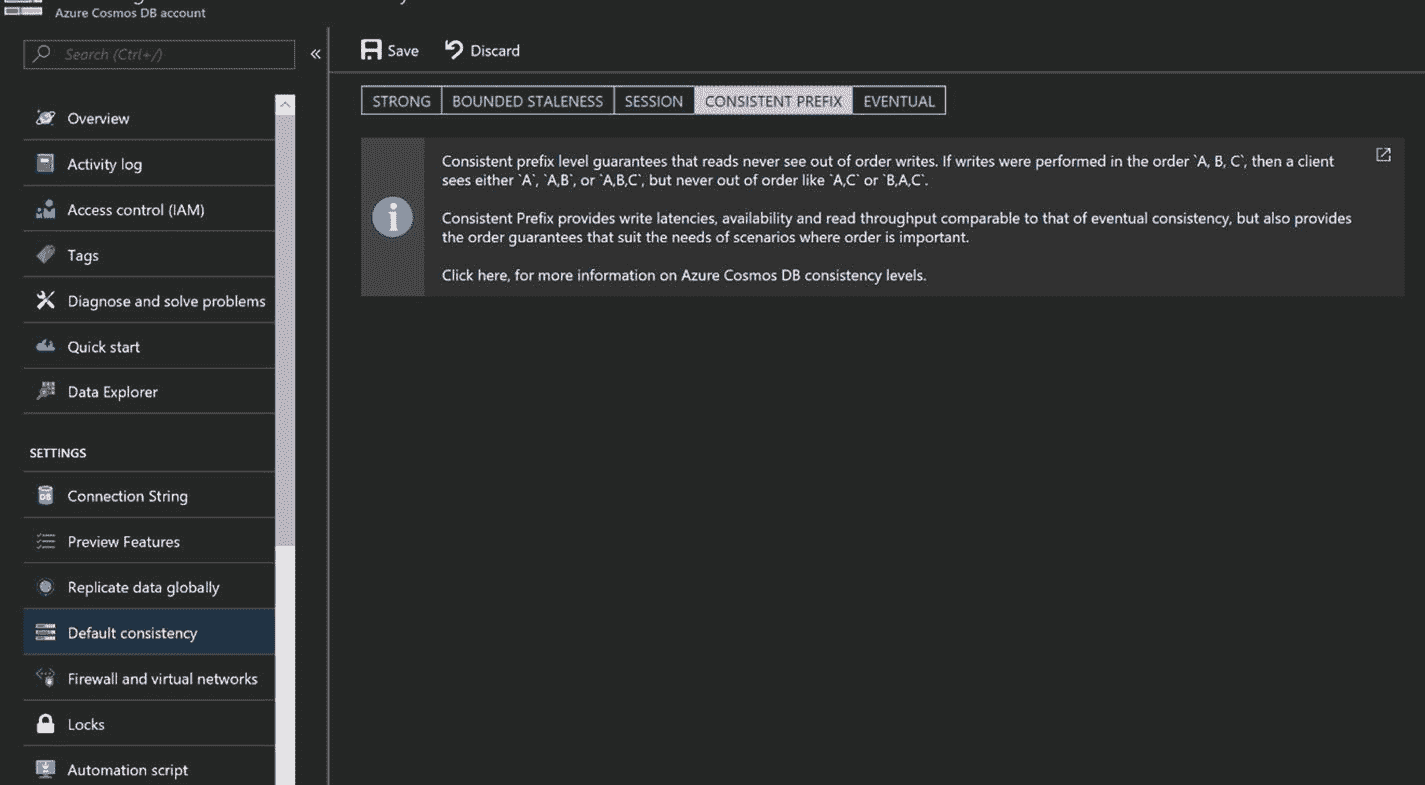 Azure Cosmos DB account
Search (Ctrl+/)
«
Save
Discard
Overview
Activity log
Access control (IAM)
Tags
Diagnose and solve problems
Quick start
Data Explorer
SETTINGS
Connection String
Preview Features
Replicate data globally
Default consistency
Firewall and virtual networks
Locks
Automation script
STRONG
BOUNDED STALENESS
SESSION
CONSISTENT PREFIX
EVENTUAL
Consistent prefix level guarantees that reads never see out of order writes. If writes were performed in the order `A, B, C`, then a client
sees either `A`, `A,B`, or `A,B,C`, but never out of order like `A,C` or `B,A,C`.
Consistent Prefix provides write latencies, availability and read throughput comparable to that of eventual consistency, but also provides
the order guarantees that suit the needs of scenarios where order is important.
Click here, for more information on Azure Cosmos DB consistency levels.